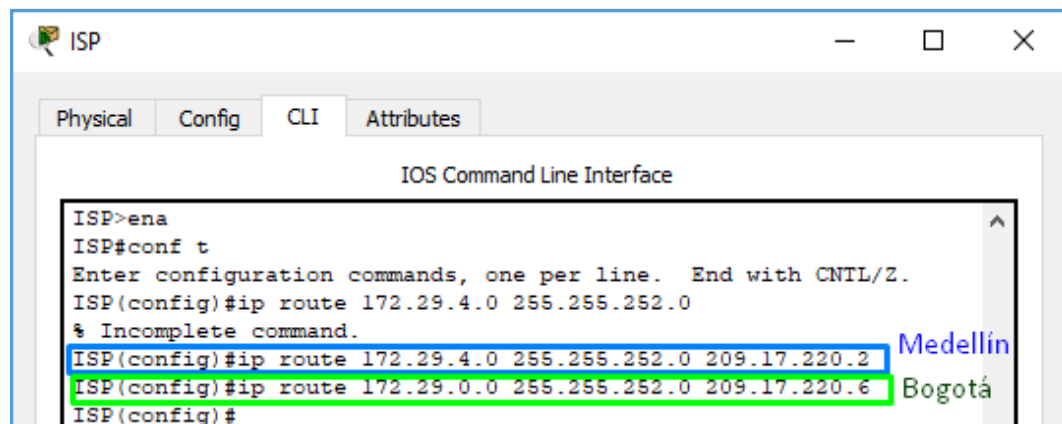 ISP
Physical Config CLI Attributes
IOS Command Line Interface
ISP>ena
ISP#conf t
Enter configuration commands, one per line.  End with CNTL/Z.
ISP(config)#ip route 172.29.4.0 255.255.252.0
% Incomplete command.
ISP(config)#ip route 172.29.4.0 255.255.252.0 209.17.220.2 Medellín
ISP(config)#ip route 172.29.0.0 255.255.252.0 209.17.220.6 Bogotá
ISP(config)#